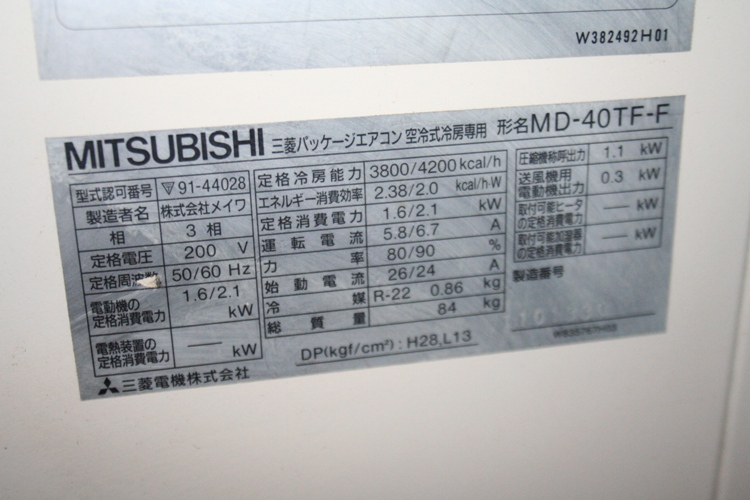 W382492H01
MITSUBISHI 三菱パッケージエアコン 空冷式冷房専用 形名MD-40TF-F
型式認可番号 ▽91-44028
製造者名 株式会社メイワ
相 3 相
定格電圧 200 V
定格周波数 50/60 Hz
電動機の定格消費電力 1.6/2.1 kW
電熱装置の定格消費電力 — kW
定格冷房能力 3800/4200 kcal/h
エネルギー消費効率 2.38/2.0 kcal/h·W
定格消費電力 1.6/2.1 kW
運転電流 5.8/6.7 A
力率 80/90 %
始動電流 26/24 A
冷媒 R-22 0.86 kg
総質量 84 kg
圧縮機称呼出力 1.1 kW
送風機用電動機出力 0.3 kW
取付可能ヒータの定格消費電力 — kW
取付可能加湿器の定格消費電力 — kW
製造番号
DP(kgf/cm²) : H28,L13
三菱電機株式会社